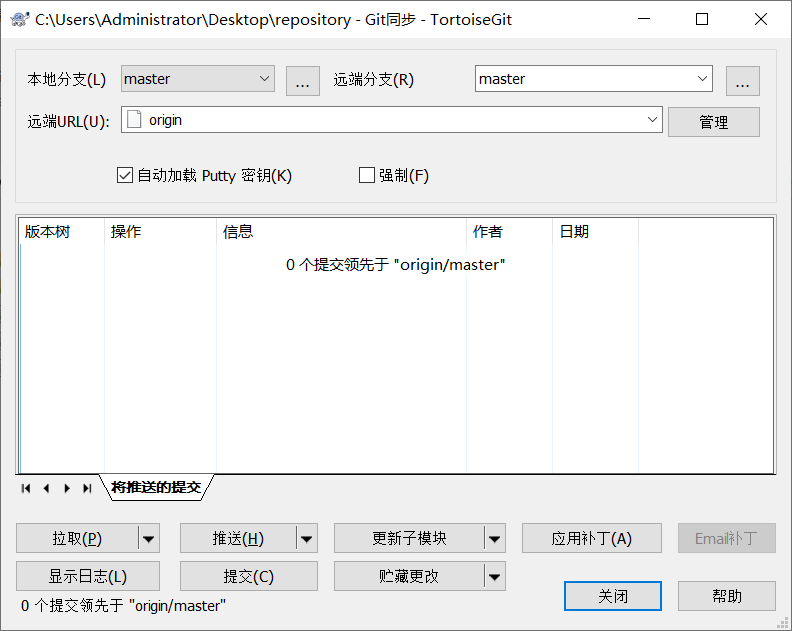 C:\Users\Administrator\Desktop\repository - Git同步 - TortoiseGit
本地分支(L) master ... 远端分支(R) master ...
远端URL(U): origin 管理
自动加载 Putty 密钥(K) 强制(F)
版本树 操作 信息 作者 日期
0 个提交领先于 "origin/master"
将推送的提交
拉取(P) 推送(H) 更新子模块 应用补丁(A) Email补丁
显示日志(L) 提交(C) 贮藏更改
关闭 帮助
0 个提交领先于 "origin/master"